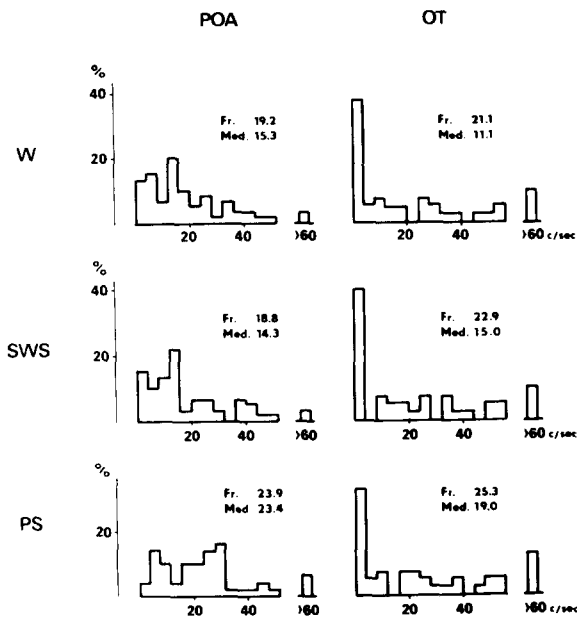 POA OT
%
40
20
W
Fr. 19.2
Med. 15.3
20 40 >60
Fr. 21.1
Med. 11.1
20 40 >60 c/sec
%
40
20
SWS
Fr. 18.8
Med. 14.3
20 40 >60
Fr. 22.9
Med. 15.0
20 40 >60 c/sec
%
20
PS
Fr. 23.9
Med 23.4
20 40 >60
Fr. 25.3
Med. 19.0
20 40 >60 c/sec